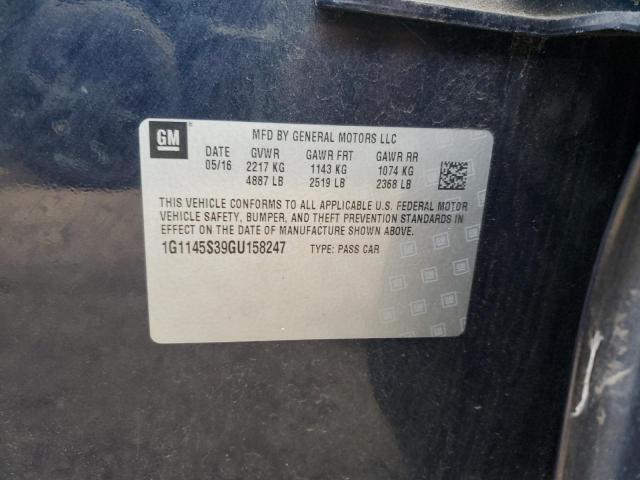 GM
MFD BY GENERAL MOTORS LLC
DATE GVWR GAWR FRT GAWR RR
05/16 2217 KG 1143 KG 1074 KG
4887 LB 2519 LB 2368 LB
THIS VEHICLE CONFORMS TO ALL APPLICABLE U.S. FEDERAL MOTOR
VEHICLE SAFETY, BUMPER, AND THEFT PREVENTION STANDARDS IN
EFFECT ON THE DATE OF MANUFACTURE SHOWN ABOVE.
1G1145S39GU158247 TYPE: PASS CAR